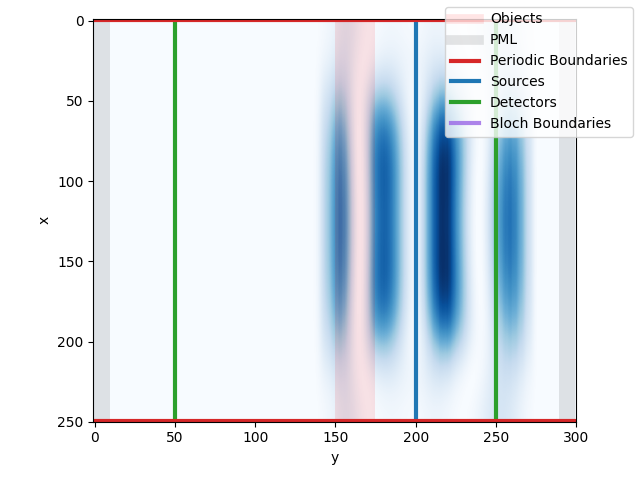 Objects
PML
Periodic Boundaries
Sources
Detectors
Bloch Boundaries
0
50
100
150
200
250
x
0 50 100 150 200 250 300
y